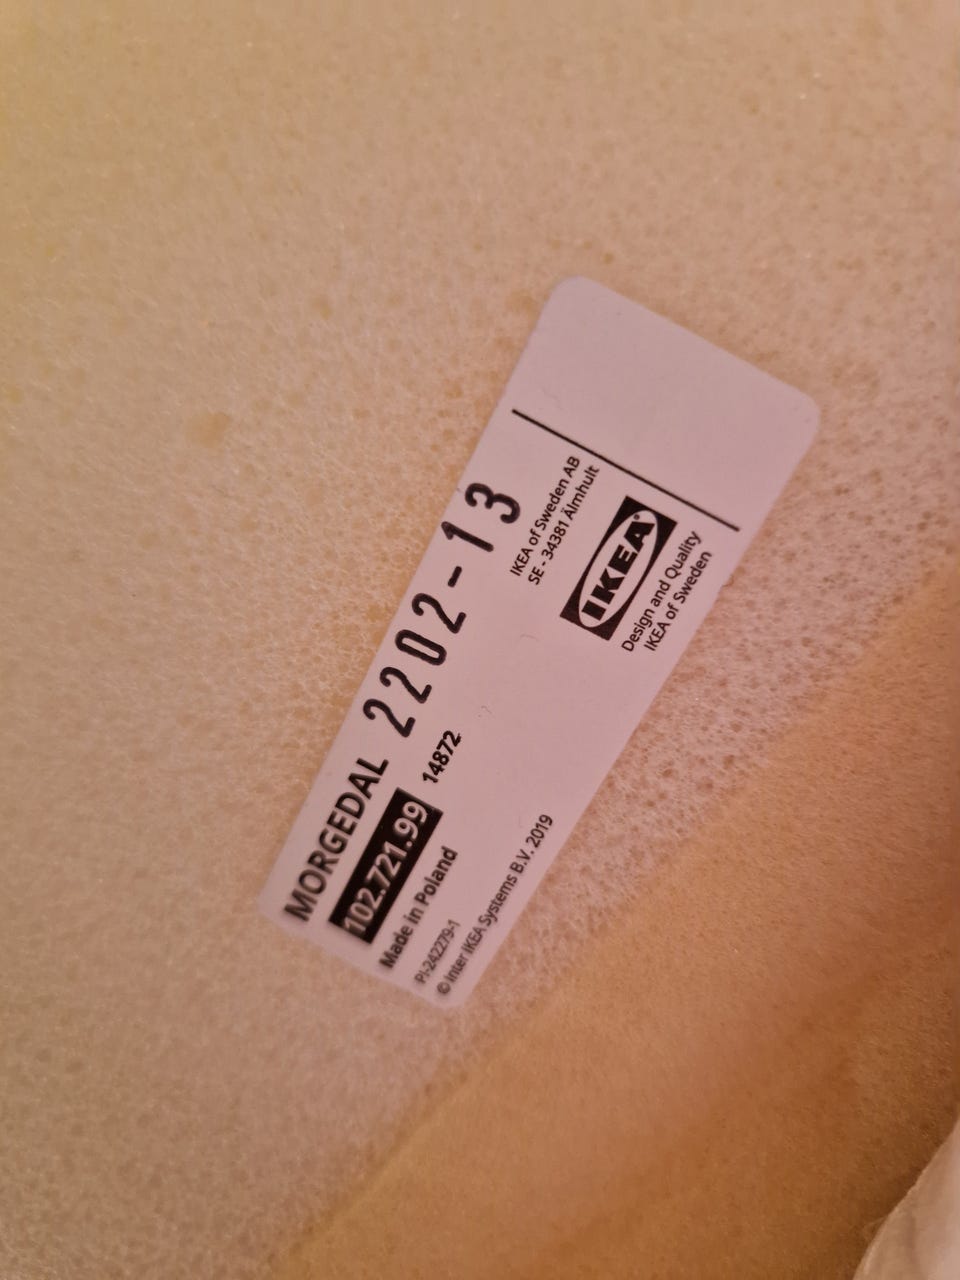 MORGEDAL 2202-13
102.721.99 14872
Made in Poland
PI-242279-1
© Inter IKEA Systems B.V. 2019
IKEA of Sweden AB
SE - 34381 Älmhult
IKEA®
Design and Quality
IKEA of Sweden